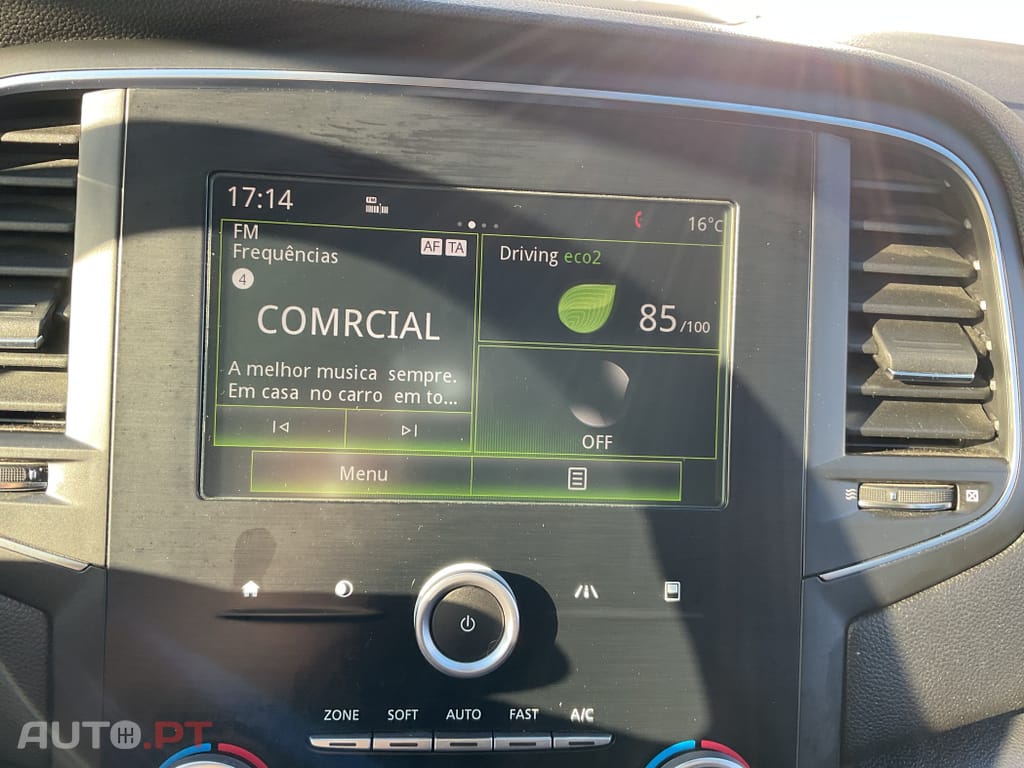 17:14
FM
16°c
FM
Frequências
AF TA
4
COMRCIAL
A melhor musica sempre.
Em casa no carro em to...
Driving eco2
85/100
OFF
Menu
ZONE SOFT AUTO FAST A/C
AUTO.PT